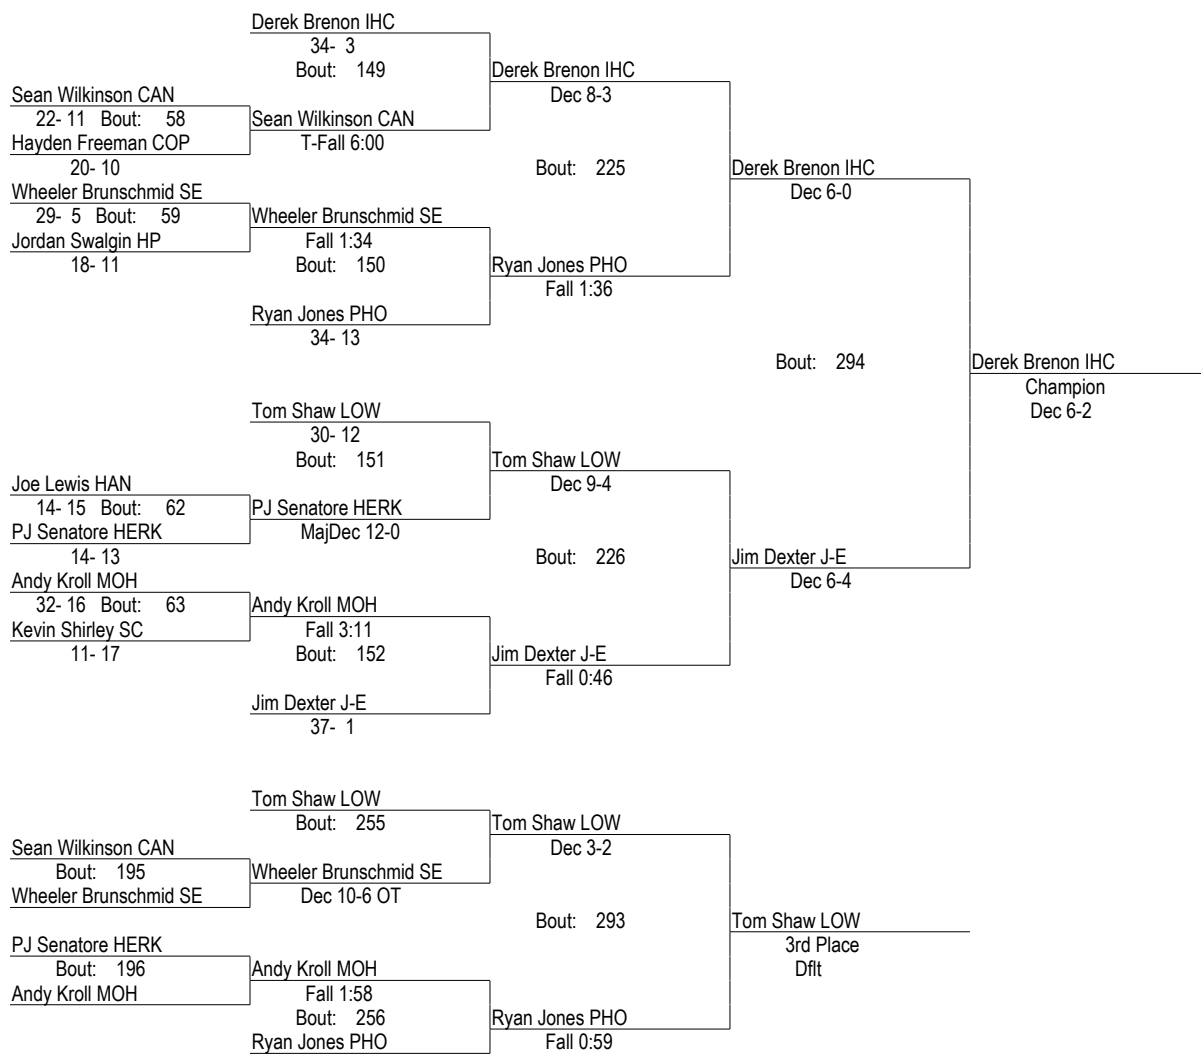 Derek Brenon IHC
34- 3
Bout: 149
Derek Brenon IHC
Sean Wilkinson CAN
Dec 8-3
22- 11 Bout: 58
Sean Wilkinson CAN
Hayden Freeman COP
T-Fall 6:00
20- 10
Bout: 225
Derek Brenon IHC
Wheeler Brunschmid SE
Dec 6-0
29- 5 Bout: 59
Wheeler Brunschmid SE
Jordan Swalgin HP
Fall 1:34
18- 11
Bout: 150
Ryan Jones PHO
Fall 1:36
Ryan Jones PHO
34- 13
Bout: 294
Derek Brenon IHC
Champion
Dec 6-2
Tom Shaw LOW
30- 12
Bout: 151
Tom Shaw LOW
Joe Lewis HAN
Dec 9-4
14- 15 Bout: 62
PJ Senatore HERK
PJ Senatore HERK
MajDec 12-0
14- 13
Bout: 226
Jim Dexter J-E
Andy Kroll MOH
Dec 6-4
32- 16 Bout: 63
Andy Kroll MOH
Kevin Shirley SC
Fall 3:11
11- 17
Bout: 152
Jim Dexter J-E
Fall 0:46
Jim Dexter J-E
37- 1
Tom Shaw LOW
Bout: 255
Tom Shaw LOW
Sean Wilkinson CAN
Dec 3-2
Bout: 195
Wheeler Brunschmid SE
Wheeler Brunschmid SE
Dec 10-6 OT
Bout: 293
Tom Shaw LOW
PJ Senatore HERK
3rd Place
Bout: 196
Andy Kroll MOH
Dflt
Andy Kroll MOH
Fall 1:58
Bout: 256
Ryan Jones PHO
Ryan Jones PHO
Fall 0:59